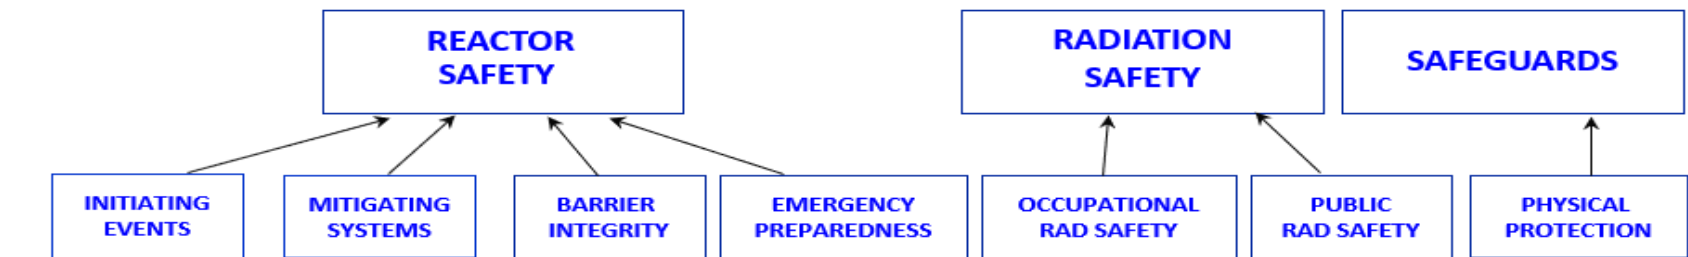 REACTOR
SAFETY
RADIATION
SAFETY
SAFEGUARDS
INITIATING
EVENTS
MITIGATING
SYSTEMS
BARRIER
INTEGRITY
EMERGENCY
PREPAREDNESS
OCCUPATIONAL
RAD SAFETY
PUBLIC
RAD SAFETY
PHYSICAL
PROTECTION